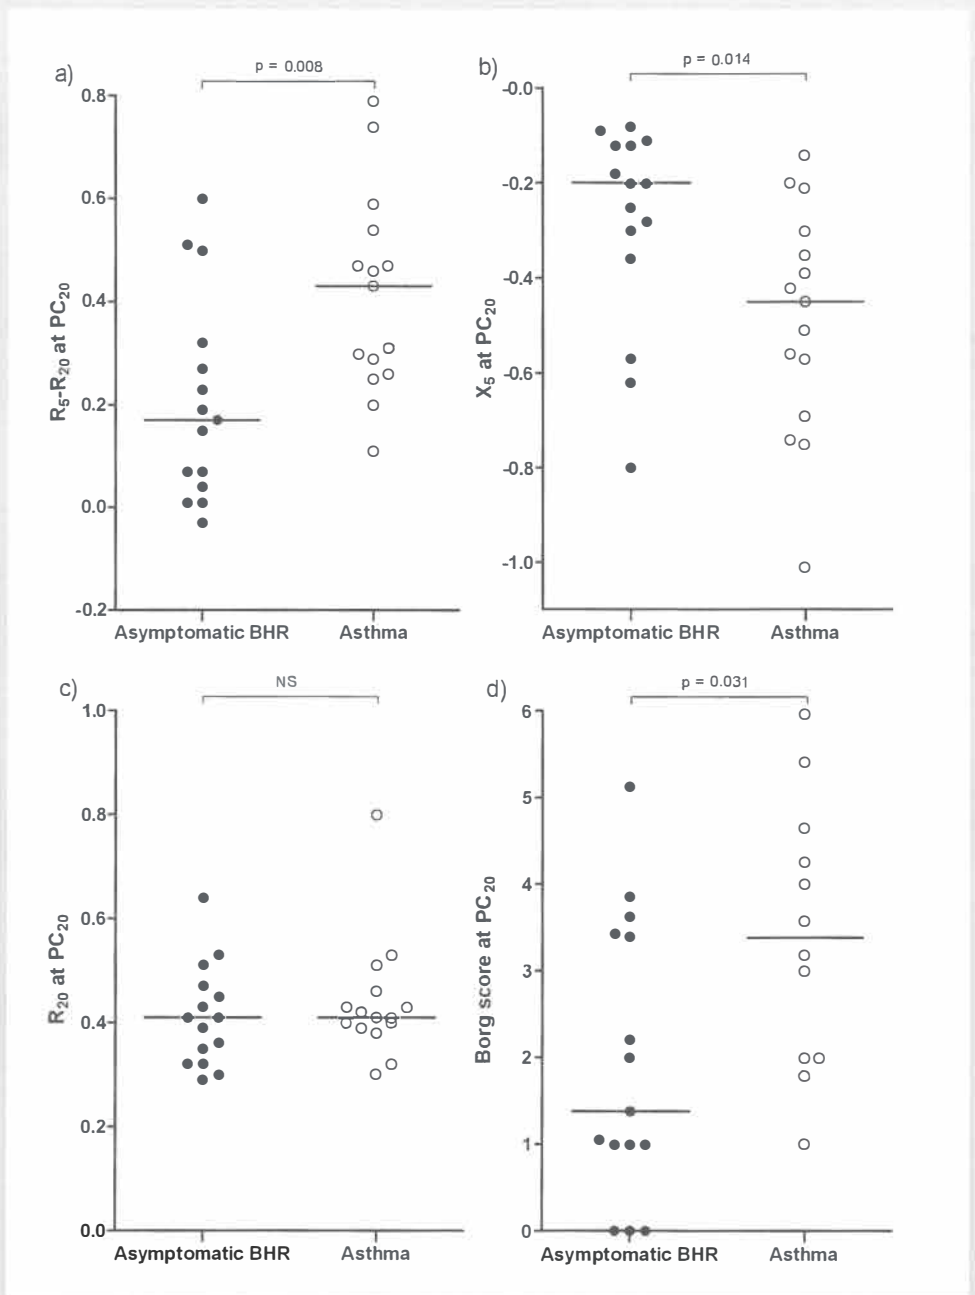 a)
p = 0.008
0.8
0.6
0.4
0.2
0.0
-0.2
R5-R20 at PC20
Asymptomatic BHR
Asthma
b)
p = 0.014
-0.0
-0.2
-0.4
-0.6
-0.8
-1.0
X5 at PC20
Asymptomatic BHR
Asthma
c)
NS
1.0
0.8
0.6
0.4
0.2
0.0
R20 at PC20
Asymptomatic BHR
Asthma
d)
p = 0.031
6
5
4
3
2
1
0
Borg score at PC20
Asymptomatic BHR
Asthma